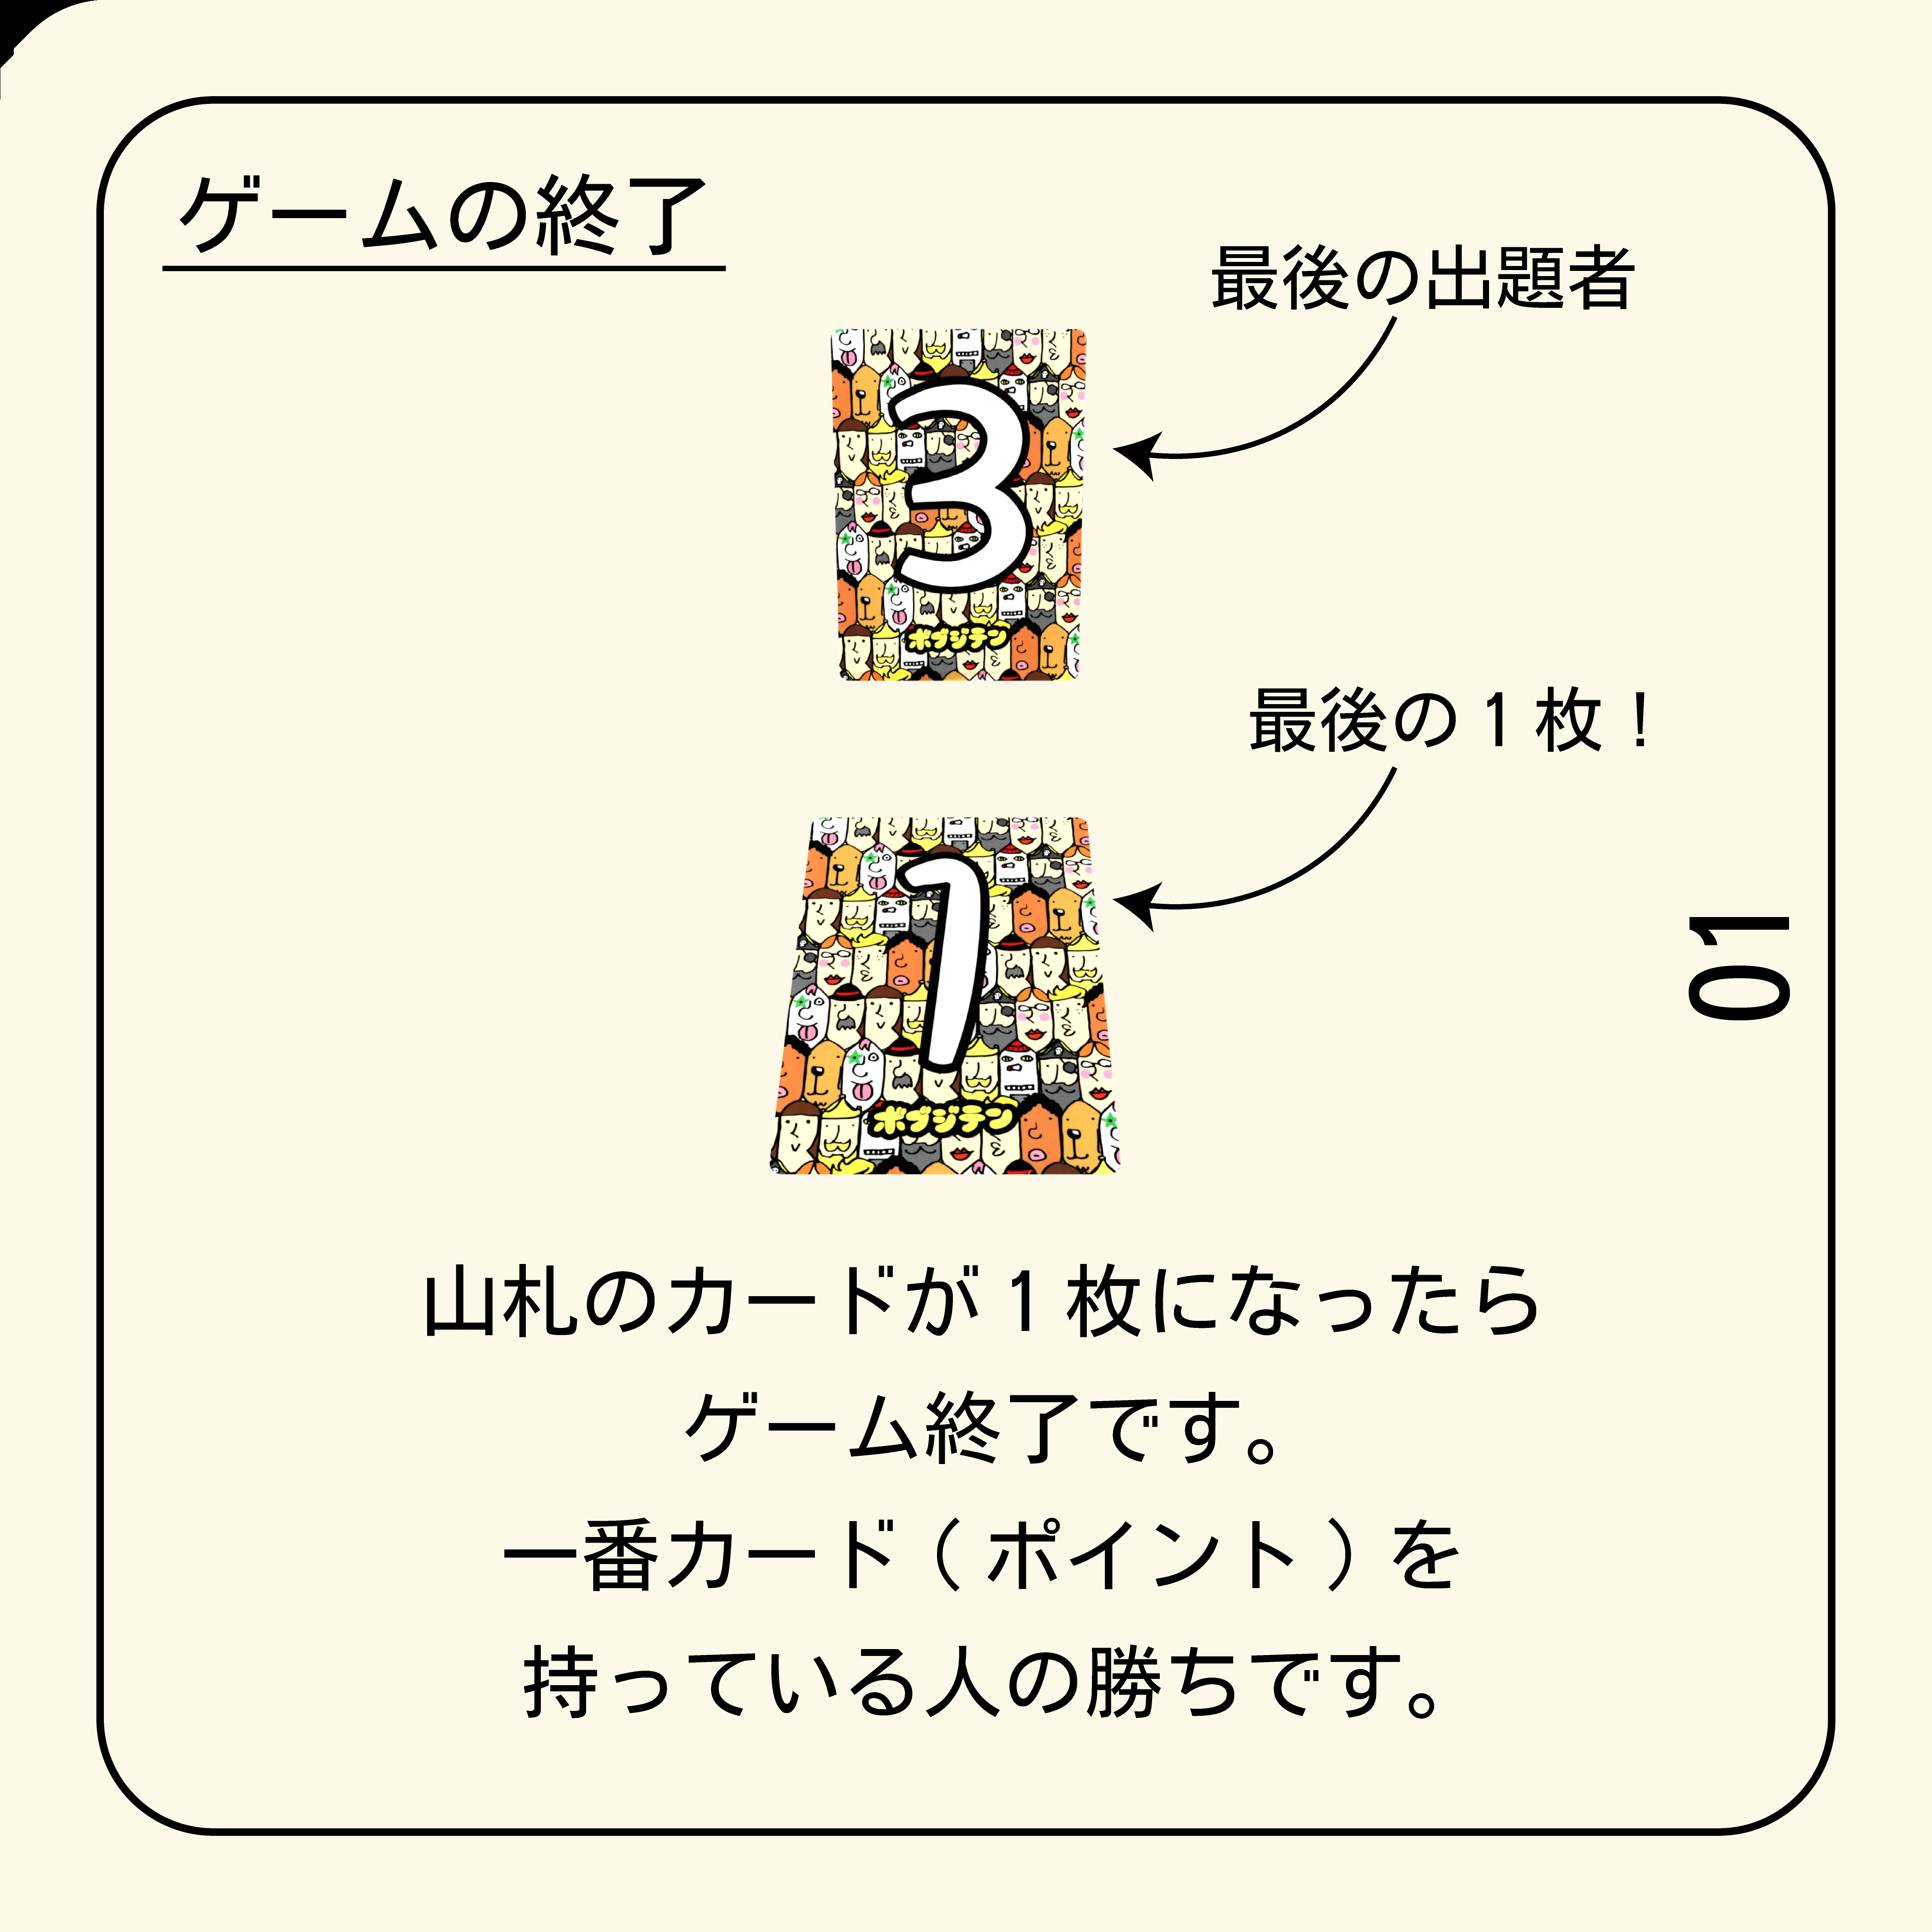 ゲームの終了
最後の出題者
3
ボブジテン
最後の1枚！
1
ボブジテン
01
山札のカードが1枚になったら
ゲーム終了です。
一番カード（ポイント）を
持っている人の勝ちです。